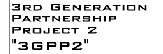 3rd Generation
Partnership
Project 2
"3GPP2"